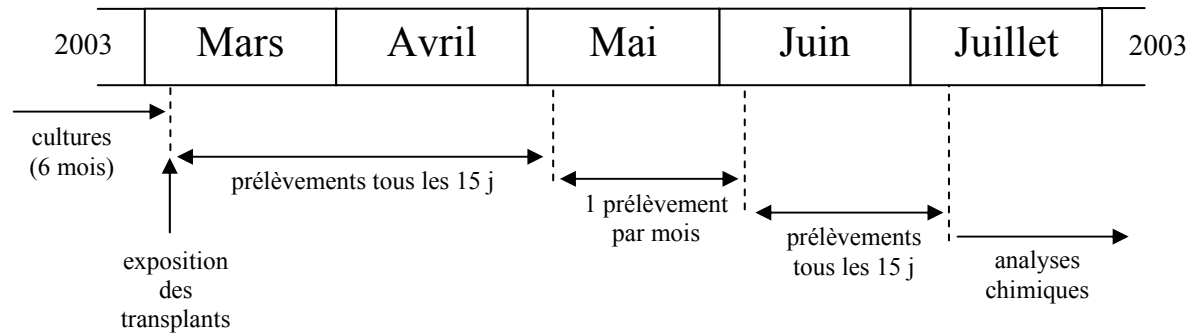 2003 Mars Avril Mai Juin Juillet 2003
cultures
(6 mois)
prélèvements tous les 15 j
1 prélèvement
par mois
prélèvements
tous les 15 j
exposition
des
transplants
analyses
chimiques